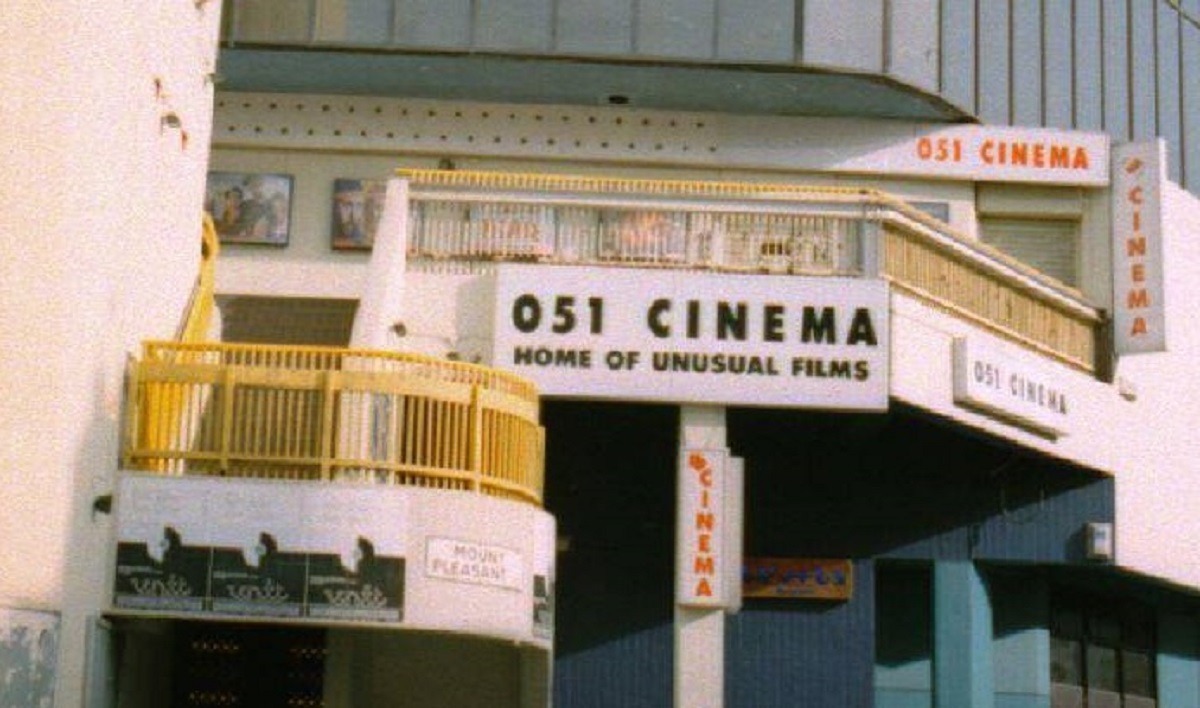 051 CINEMA
CINEMA
051 CINEMA
HOME OF UNUSUAL FILMS
051 CINEMA
CINEMA
MOUNT
PLEASANT